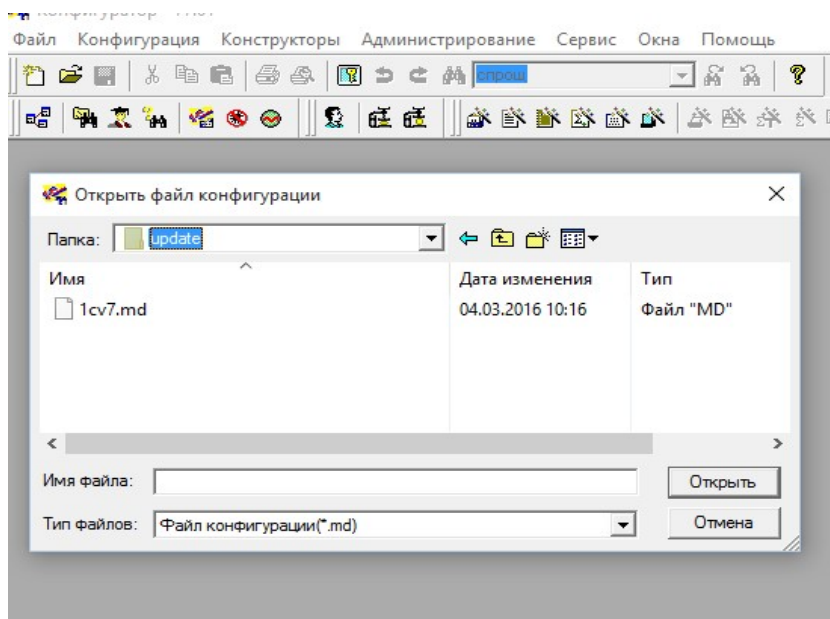 Файл Конфигурация Конструкторы Администрирование Сервис Окна Помощь
спрощ
Открыть файл конфигурации
Папка: update
Имя Дата изменения Тип
1cv7.md 04.03.2016 10:16 Файл "MD"
Имя файла: Открыть
Тип файлов: Файл конфигурации(*.md) Отмена